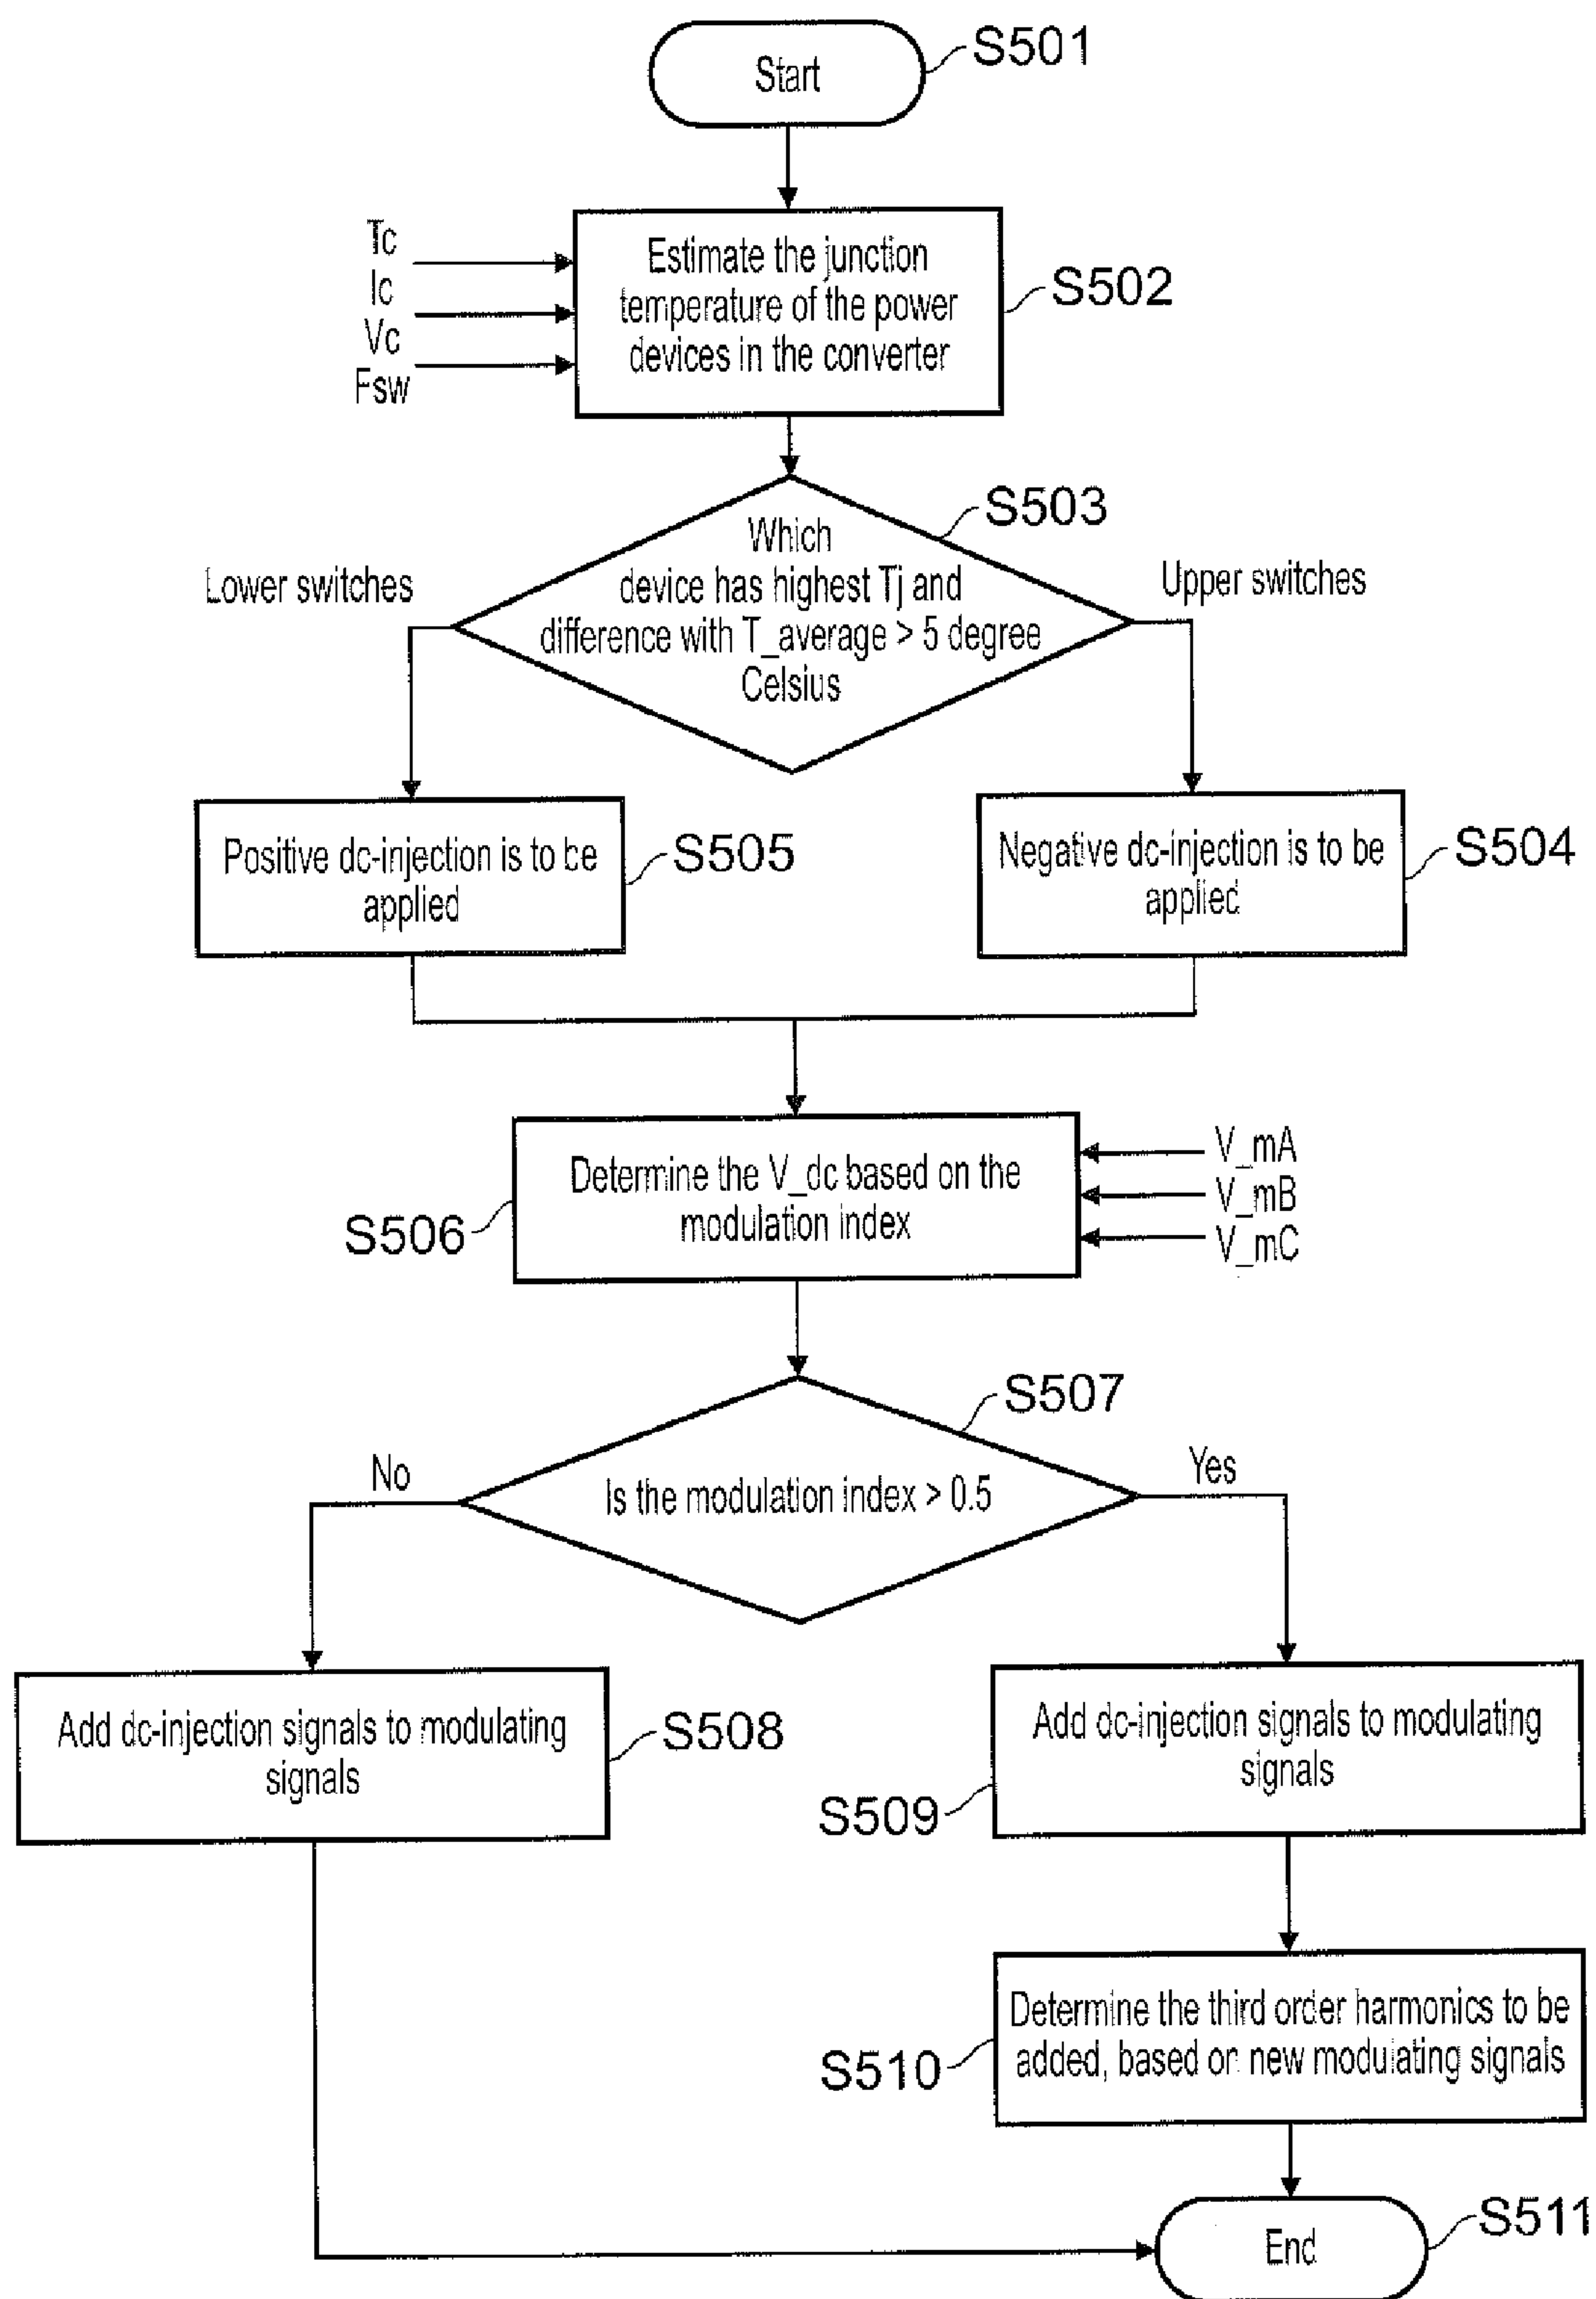 Start
S501
Tc
Ic
Vc
Fsw
Estimate the junction
temperature of the power
devices in the converter
S502
S503
Which
device has highest Tj and
difference with T_average > 5 degree
Celsius
Lower switches
Upper switches
Positive dc-injection is to be
applied
S505
Negative dc-injection is to be
applied
S504
Determine the V_dc based on the
modulation index
S506
V_mA
V_mB
V_mC
S507
No
Is the modulation index > 0.5
Yes
Add dc-injection signals to modulating
signals
S508
Add dc-injection signals to modulating
signals
S509
Determine the third order harmonics to be
added, based on new modulating signals
S510
End
S511